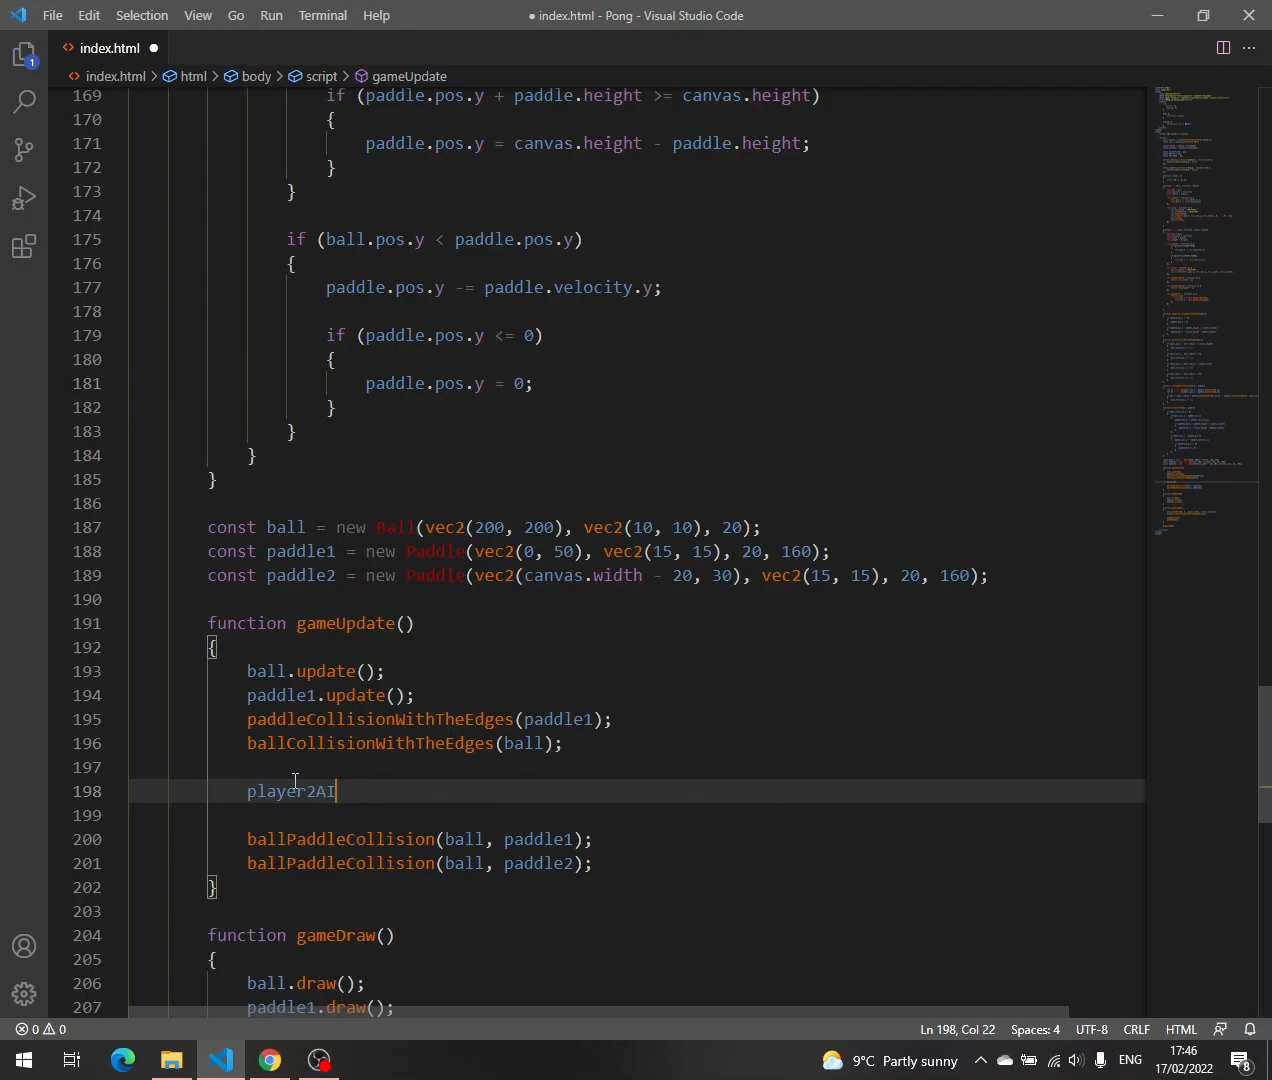 File Edit Selection View Go Run Terminal Help
● index.html - Pong - Visual Studio Code
index.html ●
index.html > html > body > script > gameUpdate
1
169 if (paddle.pos.y + paddle.height >= canvas.height)
170 {
171 paddle.pos.y = canvas.height - paddle.height;
172 }
173 }
174
175 if (ball.pos.y < paddle.pos.y)
176 {
177 paddle.pos.y -= paddle.velocity.y;
178
179 if (paddle.pos.y <= 0)
180 {
181 paddle.pos.y = 0;
182 }
183 }
184 }
185 }
186
187 const ball = new Ball(vec2(200, 200), vec2(10, 10), 20);
188 const paddle1 = new Paddle(vec2(0, 50), vec2(15, 15), 20, 160);
189 const paddle2 = new Paddle(vec2(canvas.width - 20, 30), vec2(15, 15), 20, 160);
190
191 function gameUpdate()
192 {
193 ball.update();
194 paddle1.update();
195 paddleCollisionWithTheEdges(paddle1);
196 ballCollisionWithTheEdges(ball);
197
198 player2AI
199
200 ballPaddleCollision(ball, paddle1);
201 ballPaddleCollision(ball, paddle2);
202 }
203
204 function gameDraw()
205 {
206 ball.draw();
207 paddle1.draw();
0 0 Ln 198, Col 22 Spaces: 4 UTF-8 CRLF HTML
9°C Partly sunny ENG 17:46
17/02/2022 8